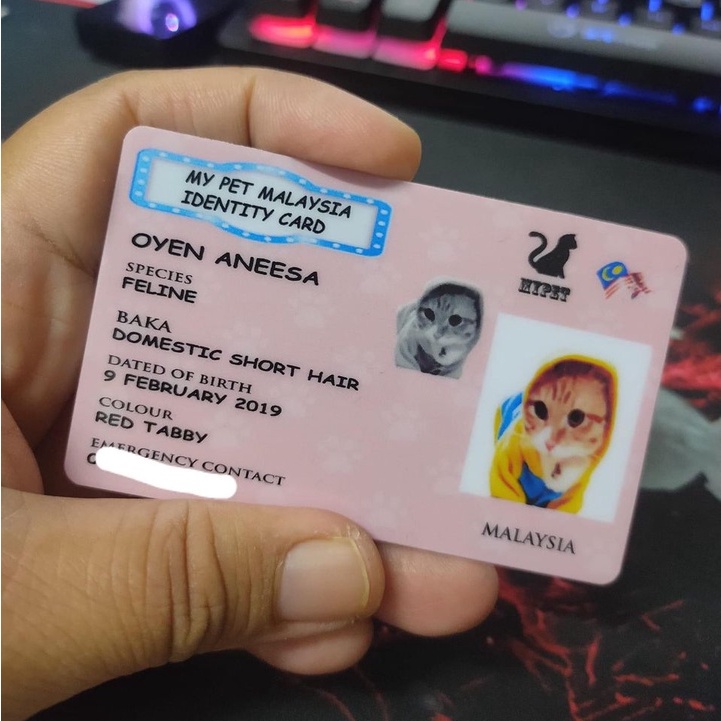 MY PET MALAYSIA
IDENTITY CARD
OYEN ANEESA
SPECIES
FELINE
BAKA
DOMESTIC SHORT HAIR
DATED OF BIRTH
9 FEBRUARY 2019
COLOUR
RED TABBY
EMERGENCY CONTACT
MALAYSIA